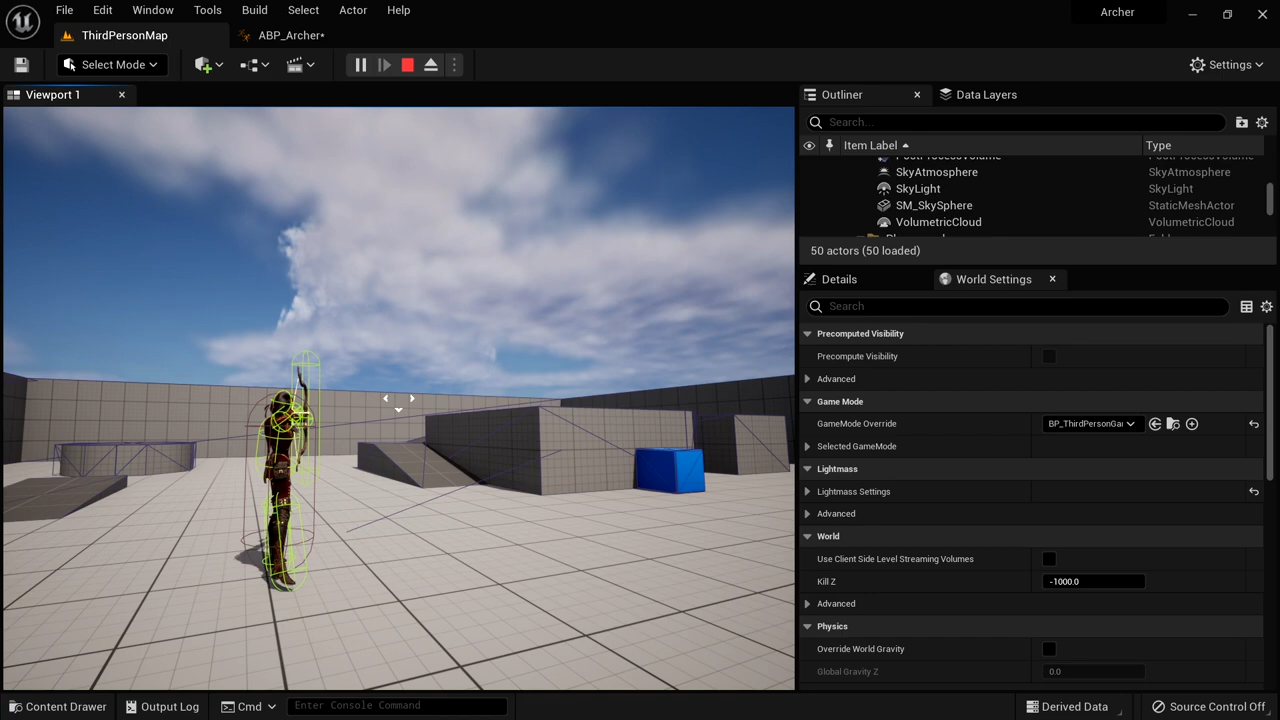 File Edit Window Tools Build Select Actor Help
Archer
ThirdPersonMap
ABP_Archer*
Select Mode
Settings
Viewport 1
Outliner
Data Layers
Search...
Item Label
Type
SkyAtmosphere SkyAtmosphere
SkyLight SkyLight
SM_SkySphere StaticMeshActor
VolumetricCloud VolumetricCloud
50 actors (50 loaded)
Details
World Settings
Search
Precomputed Visibility
Precompute Visibility
Advanced
Game Mode
GameMode Override BP_ThirdPersonGa
Selected GameMode
Lightmass
Lightmass Settings
Advanced
World
Use Client Side Level Streaming Volumes
Kill Z -1000.0
Advanced
Physics
Override World Gravity
Global Gravity Z 0.0
Content Drawer
Output Log
Cmd
Enter Console Command
Derived Data
Source Control Off